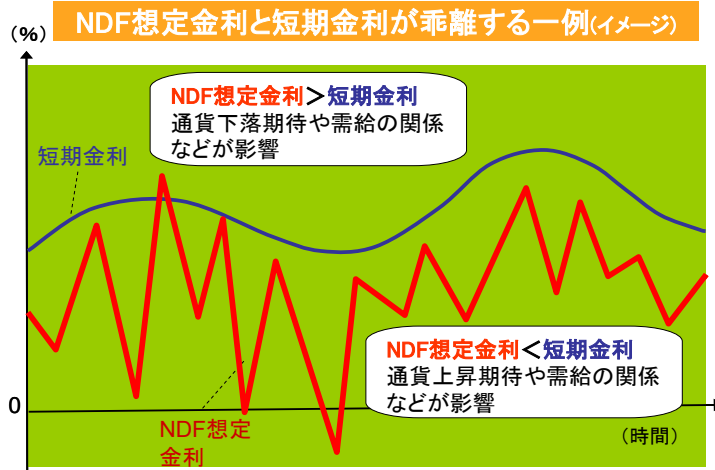 NDF想定金利と短期金利が乖離する一例(イメージ)
(%)
NDF想定金利>短期金利
通貨下落期待や需給の関係
などが影響
短期金利
NDF想定金利<短期金利
通貨上昇期待や需給の関係
などが影響
0
NDF想定
金利
(時間)